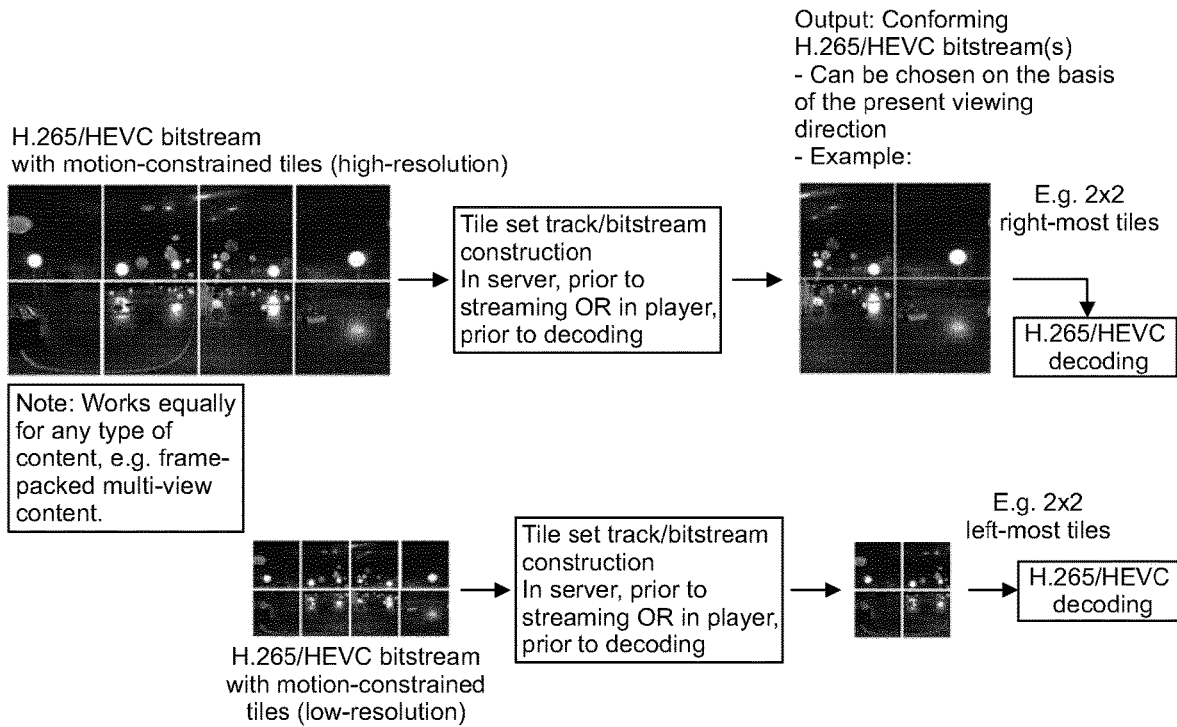 Output: Conforming
H.265/HEVC bitstream(s)
- Can be chosen on the basis
of the present viewing
direction
- Example:
H.265/HEVC bitstream
with motion-constrained tiles (high-resolution)
Tile set track/bitstream
construction
In server, prior to
streaming OR in player,
prior to decoding
E.g. 2x2
right-most tiles
H.265/HEVC
decoding
Note: Works equally
for any type of
content, e.g. frame-
packed multi-view
content.
Tile set track/bitstream
construction
In server, prior to
streaming OR in player,
prior to decoding
E.g. 2x2
left-most tiles
H.265/HEVC
decoding
H.265/HEVC bitstream
with motion-constrained
tiles (low-resolution)